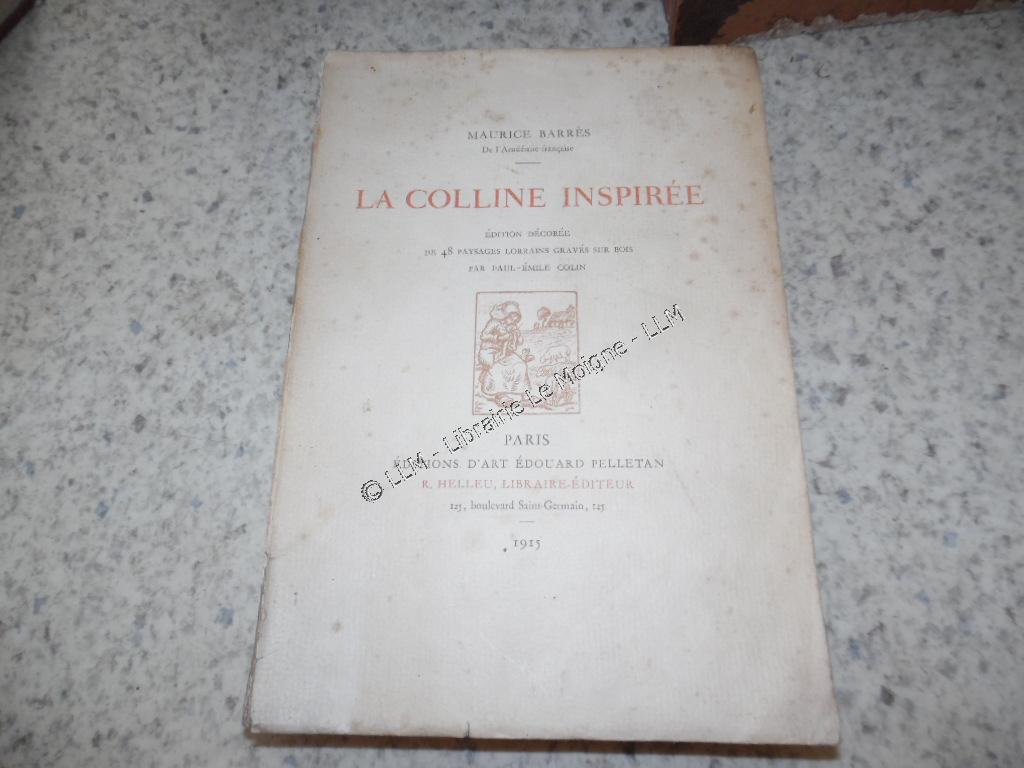 MAURICE BARRÈS
De l'Académie française
LA COLLINE INSPIRÉE
ÉDITION DÉCORÉE
DE 48 PAYSAGES LORRAINS GRAVÉS SUR BOIS
PAR PAUL-ÉMILE COLIN
© LLM - Librairie Le Moigne - LLM
PARIS
ÉDITIONS D'ART ÉDOUARD PELLETAN
R. HELLEU, LIBRAIRE-ÉDITEUR
125, boulevard Saint-Germain, 125
1915